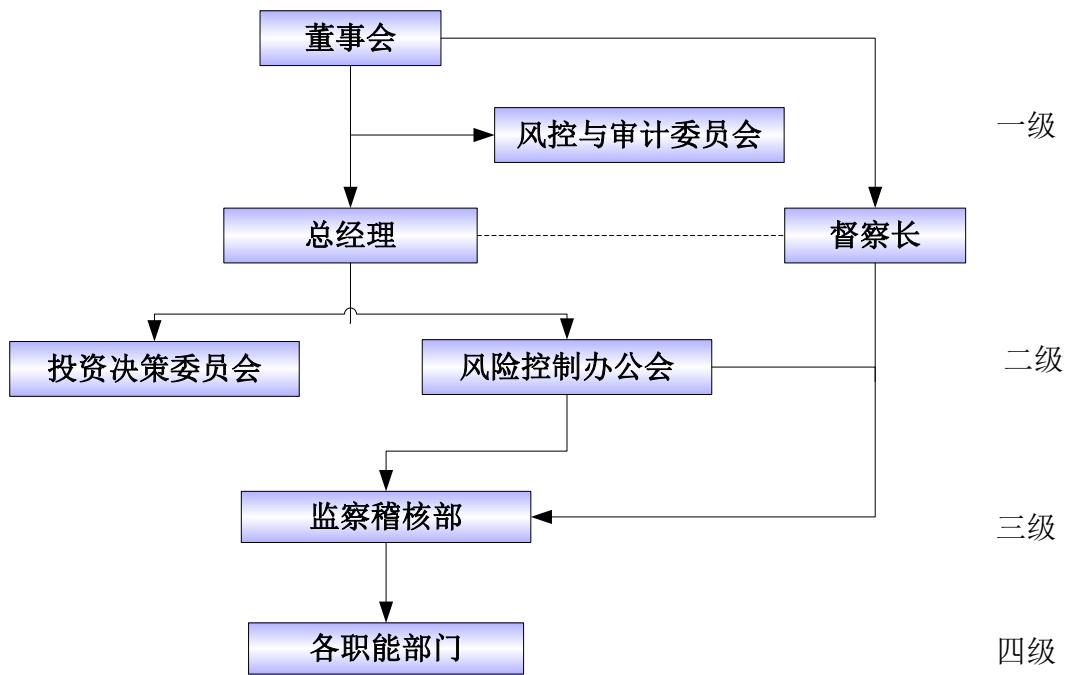 董事会
风控与审计委员会
一级
总经理
督察长
投资决策委员会
风险控制办公会
二级
监察稽核部
三级
各职能部门
四级